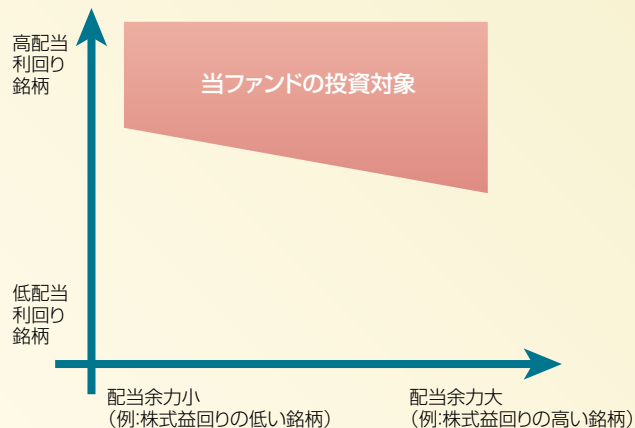 高配当
利回り
銘柄
当ファンドの投資対象
低配当
利回り
銘柄
配当余力小
(例:株式益回りの低い銘柄)
配当余力大
(例:株式益回りの高い銘柄)